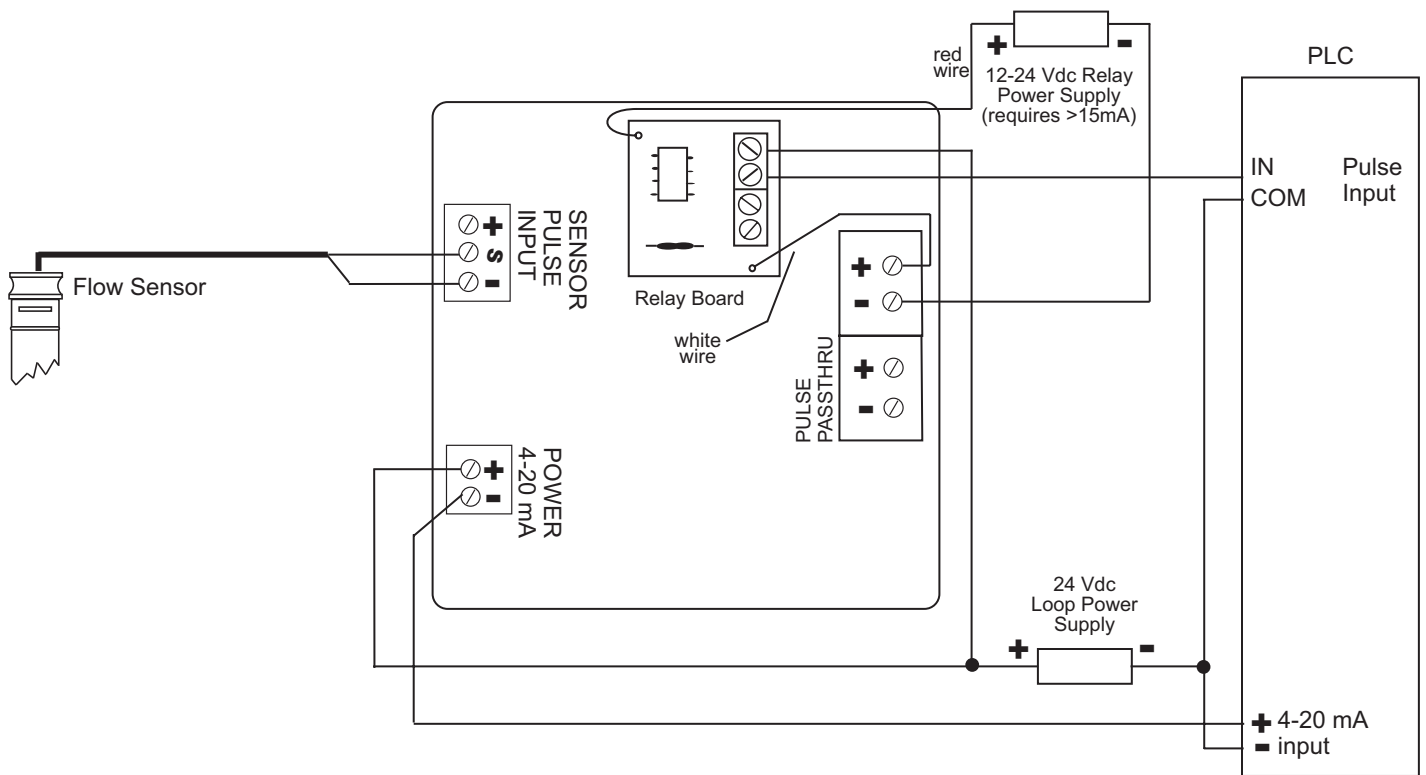 PLC
red
wire
+
-
12-24 Vdc Relay
Power Supply
(requires >15mA)
IN
COM
Pulse
Input
Flow Sensor
+
S
-
SENSOR
PULSE
INPUT
Relay Board
white
wire
+
-
+
-
PULSE
PASSTHRU
+
-
POWER
4-20 mA
24 Vdc
Loop Power
Supply
+
-
+ 4-20 mA
- input